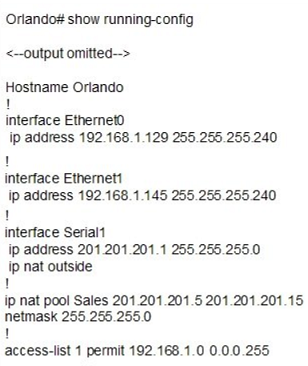 Orlando# show running-config
<--output omitted-->
Hostname Orlando
!
interface Ethernet0
ip address 192.168.1.129 255.255.255.240
!
interface Ethernet1
ip address 192.168.1.145 255.255.255.240
!
interface Serial1
ip address 201.201.201.1 255.255.255.0
ip nat outside
!
ip nat pool Sales 201.201.201.5 201.201.201.15
netmask 255.255.255.0
!
access-list 1 permit 192.168.1.0 0.0.0.255